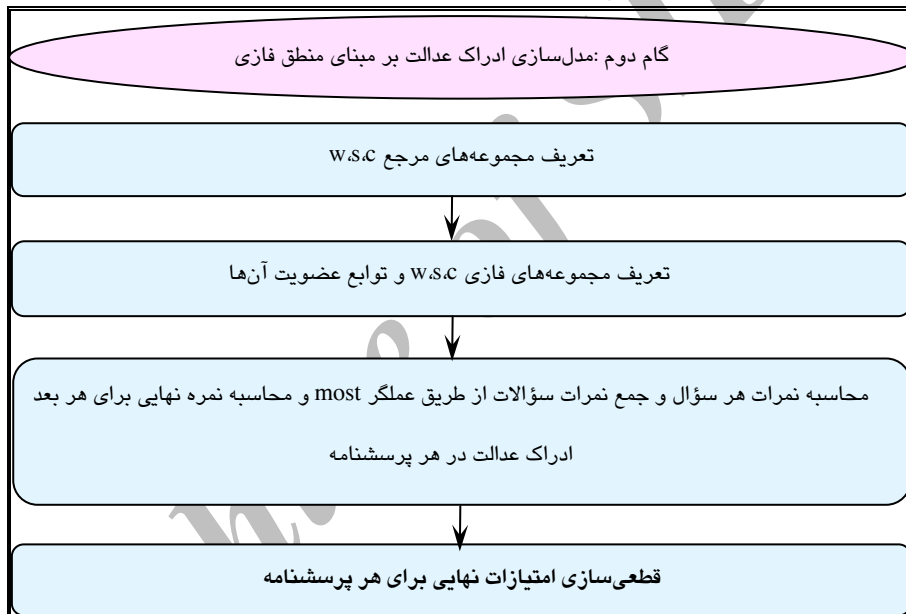 گام دوم :مدل‌سازی ادراک عدالت بر مبنای منطق فازی
تعریف مجموعه‌های مرجع w،s،c
تعریف مجموعه‌های فازی w،s،c و توابع عضویت آن‌ها
محاسبه نمرات هر سؤال و جمع نمرات سؤالات از طریق عملگر most و محاسبه نمره نهایی برای هر بعد
ادراک عدالت در هر پرسشنامه
قطعی‌سازی امتیازات نهایی برای هر پرسشنامه